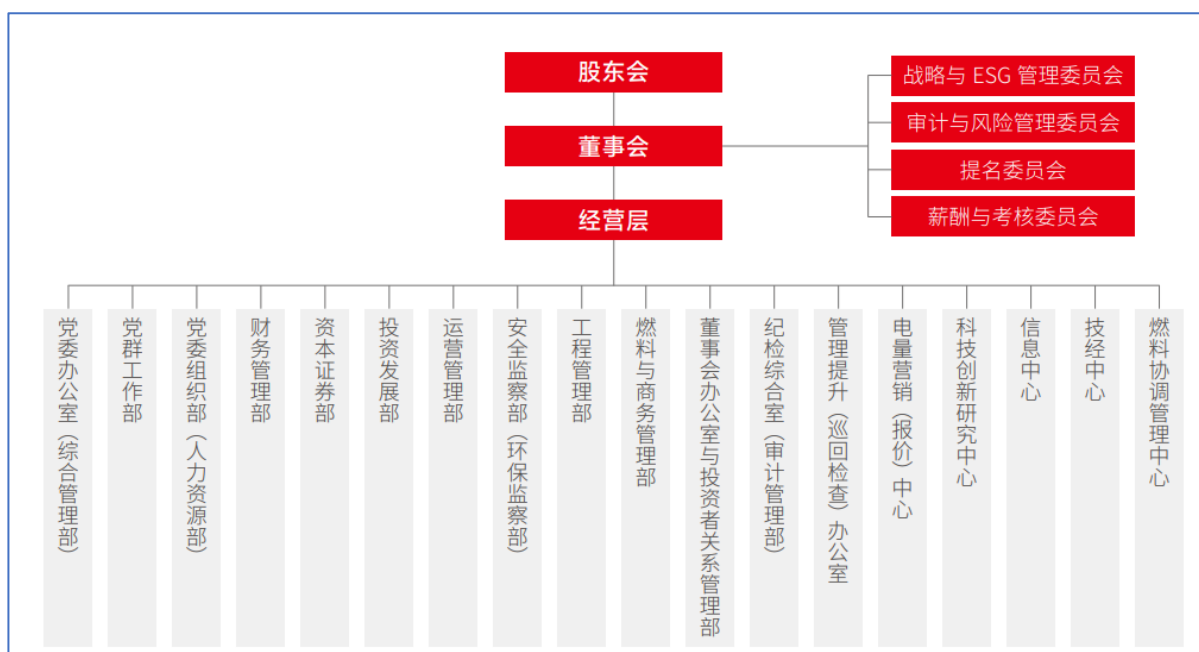 股东会
战略与 ESG 管理委员会
审计与风险管理委员会
董事会
提名委员会
薪酬与考核委员会
经营层
党委办公室（综合管理部）
党群工作部
党委组织部（人力资源部）
财务管理部
资本证券部
投资发展部
运营管理部
安全监察部（环保监察部）
工程管理部
燃料与商务管理部
董事会办公室与投资者关系管理部
纪检综合室（审计管理部）
管理提升（巡回检查）办公室
电量营销（报价）中心
科技创新研究中心
信息中心
技经中心
燃料协调管理中心